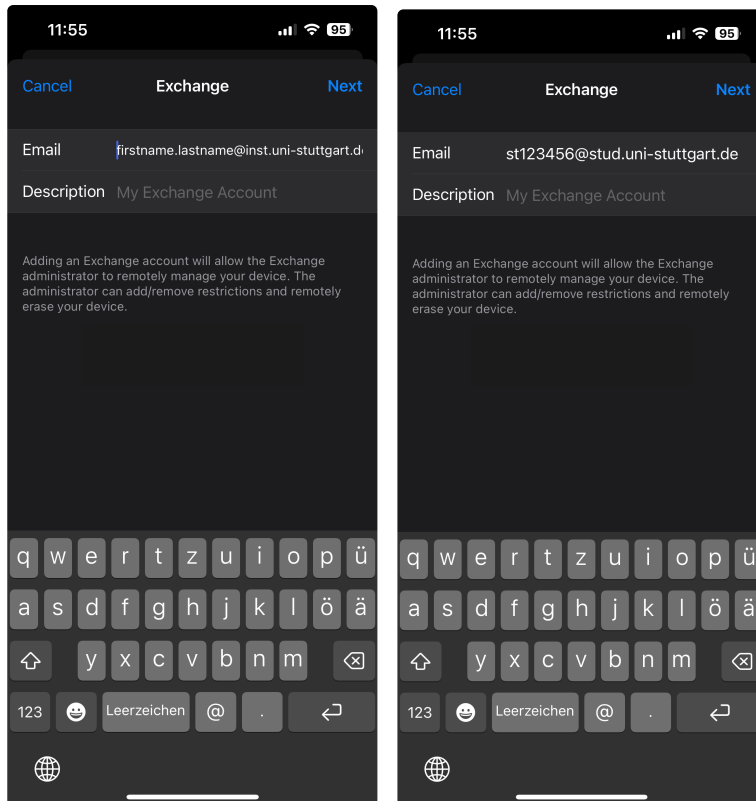 11:55
95
Cancel
Exchange
Next
Email
firstname.lastname@inst.uni-stuttgart.d
Description
My Exchange Account
Adding an Exchange account will allow the Exchange
administrator to remotely manage your device. The
administrator can add/remove restrictions and remotely
erase your device.
q w e r t z u i o p ü
a s d f g h j k l ö ä
y x c v b n m
123
Leerzeichen
@
.
11:55
95
Cancel
Exchange
Next
Email
st123456@stud.uni-stuttgart.de
Description
My Exchange Account
Adding an Exchange account will allow the Exchange
administrator to remotely manage your device. The
administrator can add/remove restrictions and remotely
erase your device.
q w e r t z u i o p ü
a s d f g h j k l ö ä
y x c v b n m
123
Leerzeichen
@
.